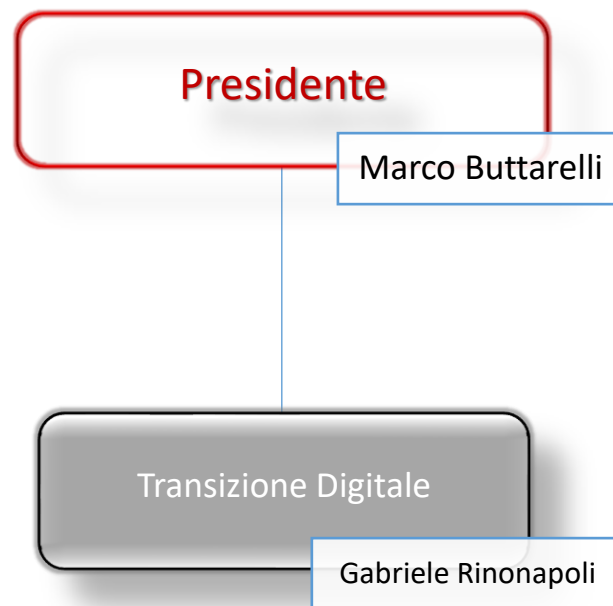 Presidente
Marco Buttarelli
Transizione Digitale
Gabriele Rinonapoli